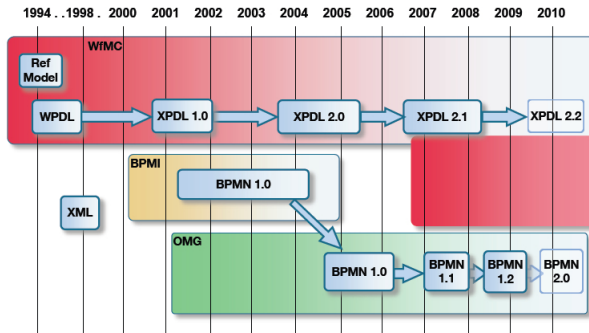 1994 . . -1998 - 2000 2001 2002 2003 2004 2005 2006 2007 2008 2009 2010
WfMC
Ref
Model
WPDL
XPDL 1.0
XPDL 2.0
XPDL 2.1
XPDL 2.2
BPMI
BPMN 1.0
XML
OMG
BPMN 1.0
BPMN
1.1
BPMN
1.2
BPMN
2.0